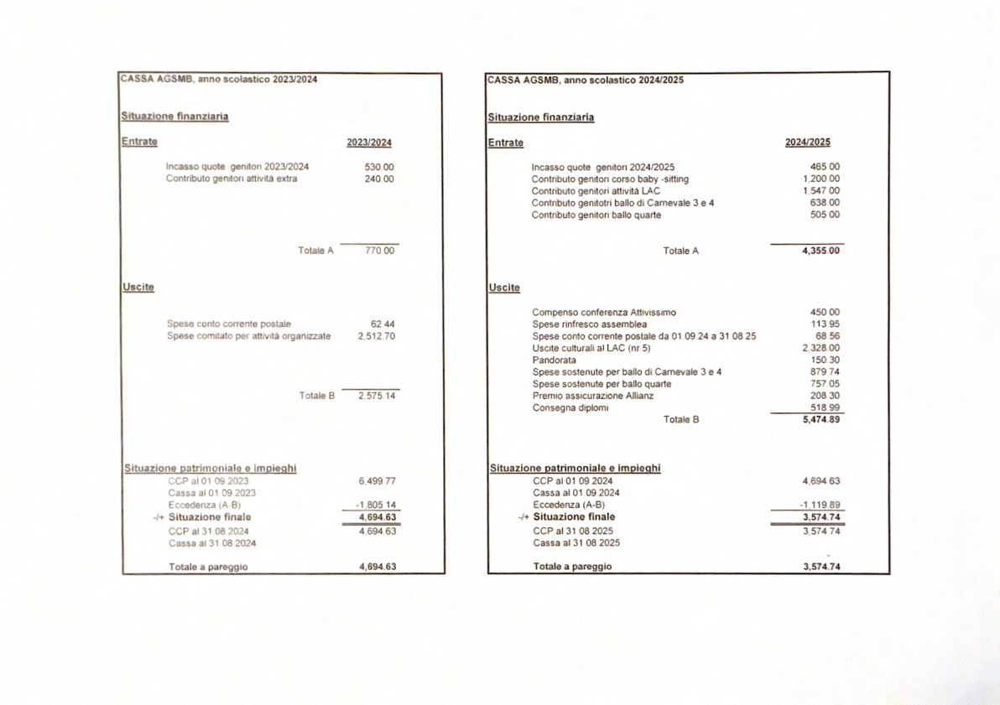 CASSA AGSMB, anno scolastico 2023/2024
Situazione finanziaria
Entrate 2023/2024
Incasso quote genitori 2023/2024 530.00
Contributo genitori attività extra 240.00
Totale A 770.00
Uscite
Spese conto corrente postale 62.44
Spese comitato per attività organizzate 2,512.70
Totale B 2,575.14
Situazione patrimoniale e impieghi
CCP al 01.09.2023 6,499.77
Cassa al 01.09.2023
Eccedenza (A-B) -1,805.14
-/+ Situazione finale 4,694.63
CCP al 31.08.2024 4,694.63
Cassa al 31.08.2024
Totale a pareggio 4,694.63
CASSA AGSMB, anno scolastico 2024/2025
Situazione finanziaria
Entrate 2024/2025
Incasso quote genitori 2024/2025 465.00
Contributo genitori corso baby -sitting 1,200.00
Contributo genitori attività LAC 1,547.00
Contributo genitotri ballo di Carnevale 3 e 4 638.00
Contributo genitori ballo quarte 505.00
Totale A 4,355.00
Uscite
Compenso conferenza Attivissimo 450.00
Spese rinfresco assemblea 113.95
Spese conto corrente postale da 01.09.24 a 31.08.25 68.56
Uscite culturali al LAC (nr 5) 2,328.00
Pandorata 150.30
Spese sostenute per ballo di Carnevale 3 e 4 879.74
Spese sostenute per ballo quarte 757.05
Premio assicurazione Allianz 208.30
Consegna diplomi 518.99
Totale B 5,474.89
Situazione patrimoniale e impieghi
CCP al 01.09.2024 4,694.63
Cassa al 01.09.2024
Eccedenza (A-B) -1,119.89
-/+ Situazione finale 3,574.74
CCP al 31.08.2025 3,574.74
Cassa al 31.08.2025
-
Totale a pareggio 3,574.74